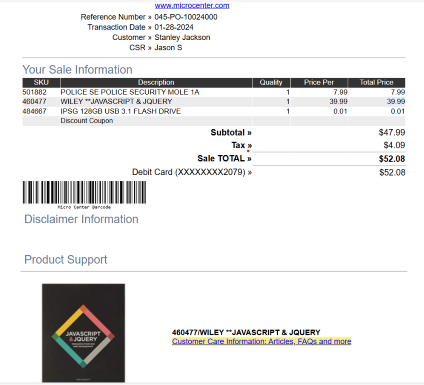 www.microcenter.com
Reference Number » 045-PO-10024000
Transaction Date » 01-28-2024
Customer » Stanley Jackson
CSR » Jason S
Your Sale Information
SKU Description Quality Price Per Total Price
501882 POLICE SE POLICE SECURITY MOLE 1A 1 7.99 7.99
460477 WILEY **JAVASCRIPT & JQUERY 1 39.99 39.99
484667 IPSG 128GB USB 3.1 FLASH DRIVE 1 0.01 0.01
Discount Coupon
Subtotal » $47.99
Tax » $4.09
Sale TOTAL » $52.08
Debit Card (XXXXXXXX2079) » $52.08
Micro Center Barcode
Disclaimer Information
Product Support
JAVASCRIPT
& JQUERY
460477/WILEY **JAVASCRIPT & JQUERY
Customer Care Information: Articles, FAQs and more